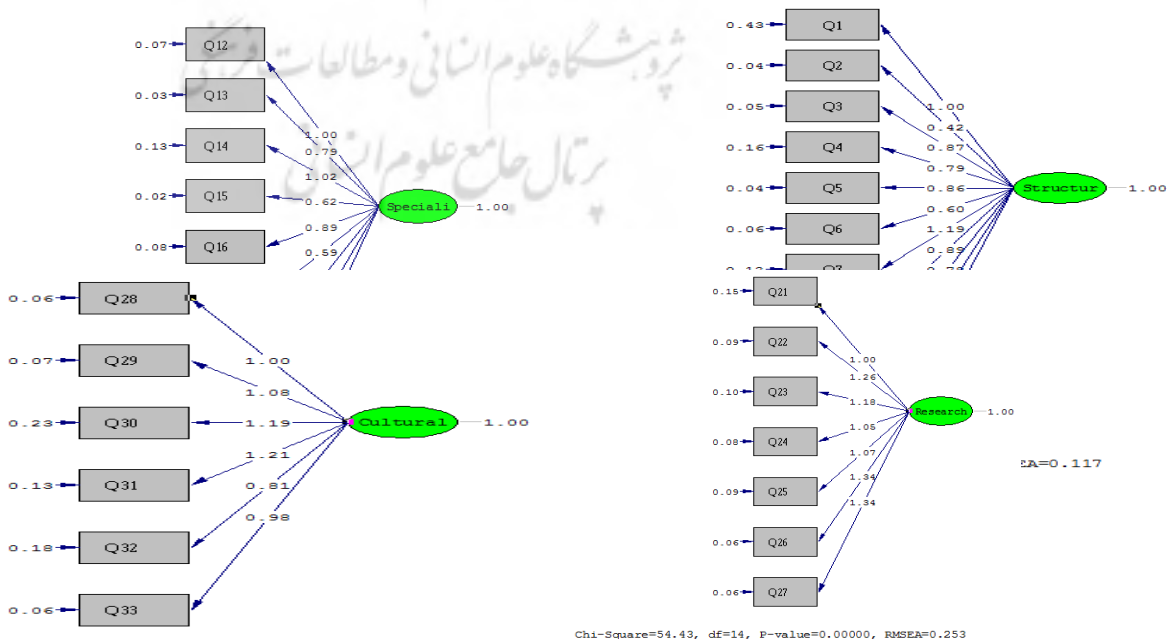 پژوهشگاه علوم انسانی و مطالعات فرهنگی
پرتال جامع علوم انسانی
0.07 Q12
0.03 Q13
0.13 Q14
0.02 Q15
0.08 Q16
1.00
0.79
1.02
0.62
0.89
0.59
Speciali 1.00
0.43 Q1
0.04 Q2
0.05 Q3
0.16 Q4
0.04 Q5
0.06 Q6
Q7
1.00
0.42
0.87
0.79
0.86
0.60
1.19
0.89
Structur 1.00
0.06 Q28
0.07 Q29
0.23 Q30
0.13 Q31
0.18 Q32
0.06 Q33
1.00
1.08
1.19
1.21
0.81
0.98
Cultural 1.00
0.15 Q21
0.09 Q22
0.10 Q23
0.08 Q24
0.09 Q25
0.06 Q26
0.06 Q27
1.00
1.26
1.18
1.05
1.07
1.34
1.34
Research 1.00
EA=0.117
Chi-Square=54.43, df=14, P-value=0.00000, RMSEA=0.253